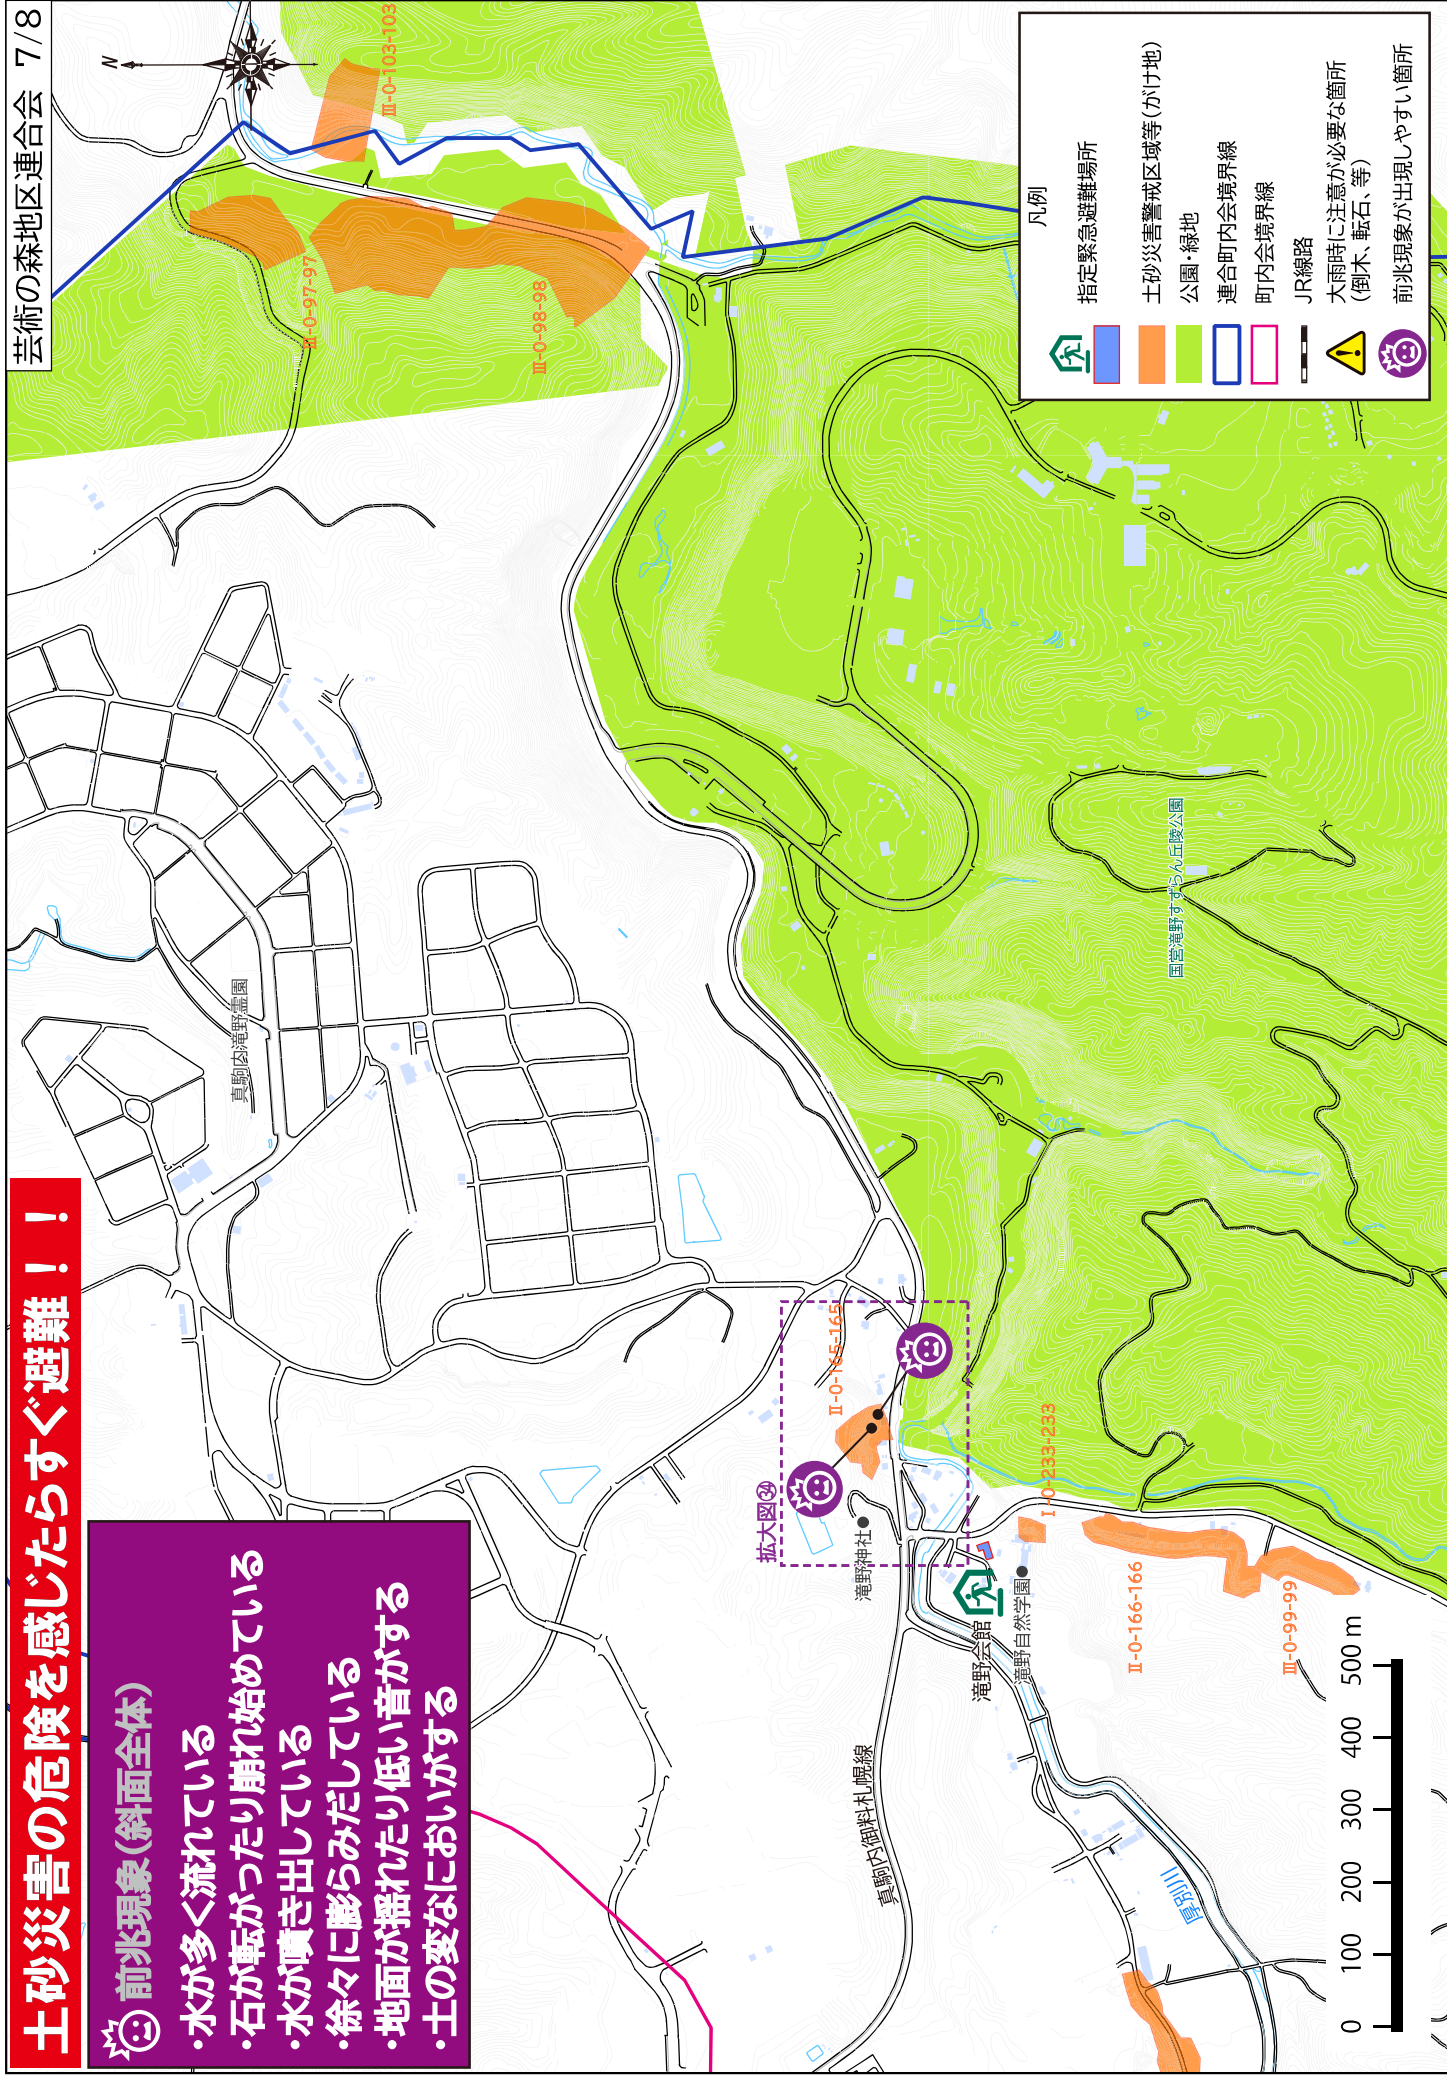 土砂災害の危険を感じたらすぐ避難！！
芸術の森地区連合会 7/8
前兆現象(斜面全体)
・水が多く流れている
・石が転がったり崩れ始めている
・水が噴き出している
・徐々に膨らみだしている
・地面が揺れたり低い音がする
・土の変なにおいがする
N
Ⅲ-0-103-103
Ⅲ-0-97-97
Ⅲ-0-98-98
真駒内滝野霊園
国営滝野すずらん丘陵公園
拡大図㉞
Ⅱ-0-165-165
滝野神社
滝野会館
滝野自然学園
Ⅰ-0-233-233
Ⅱ-0-166-166
Ⅲ-0-99-99
真駒内御料札幌線
厚別川
0 100 200 300 400 500 m
凡例
指定緊急避難場所
土砂災害警戒区域等(がけ地)
公園・緑地
連合町内会境界線
町内会境界線
JR線路
大雨時に注意が必要な箇所
(倒木、転石、等)
前兆現象が出現しやすい箇所